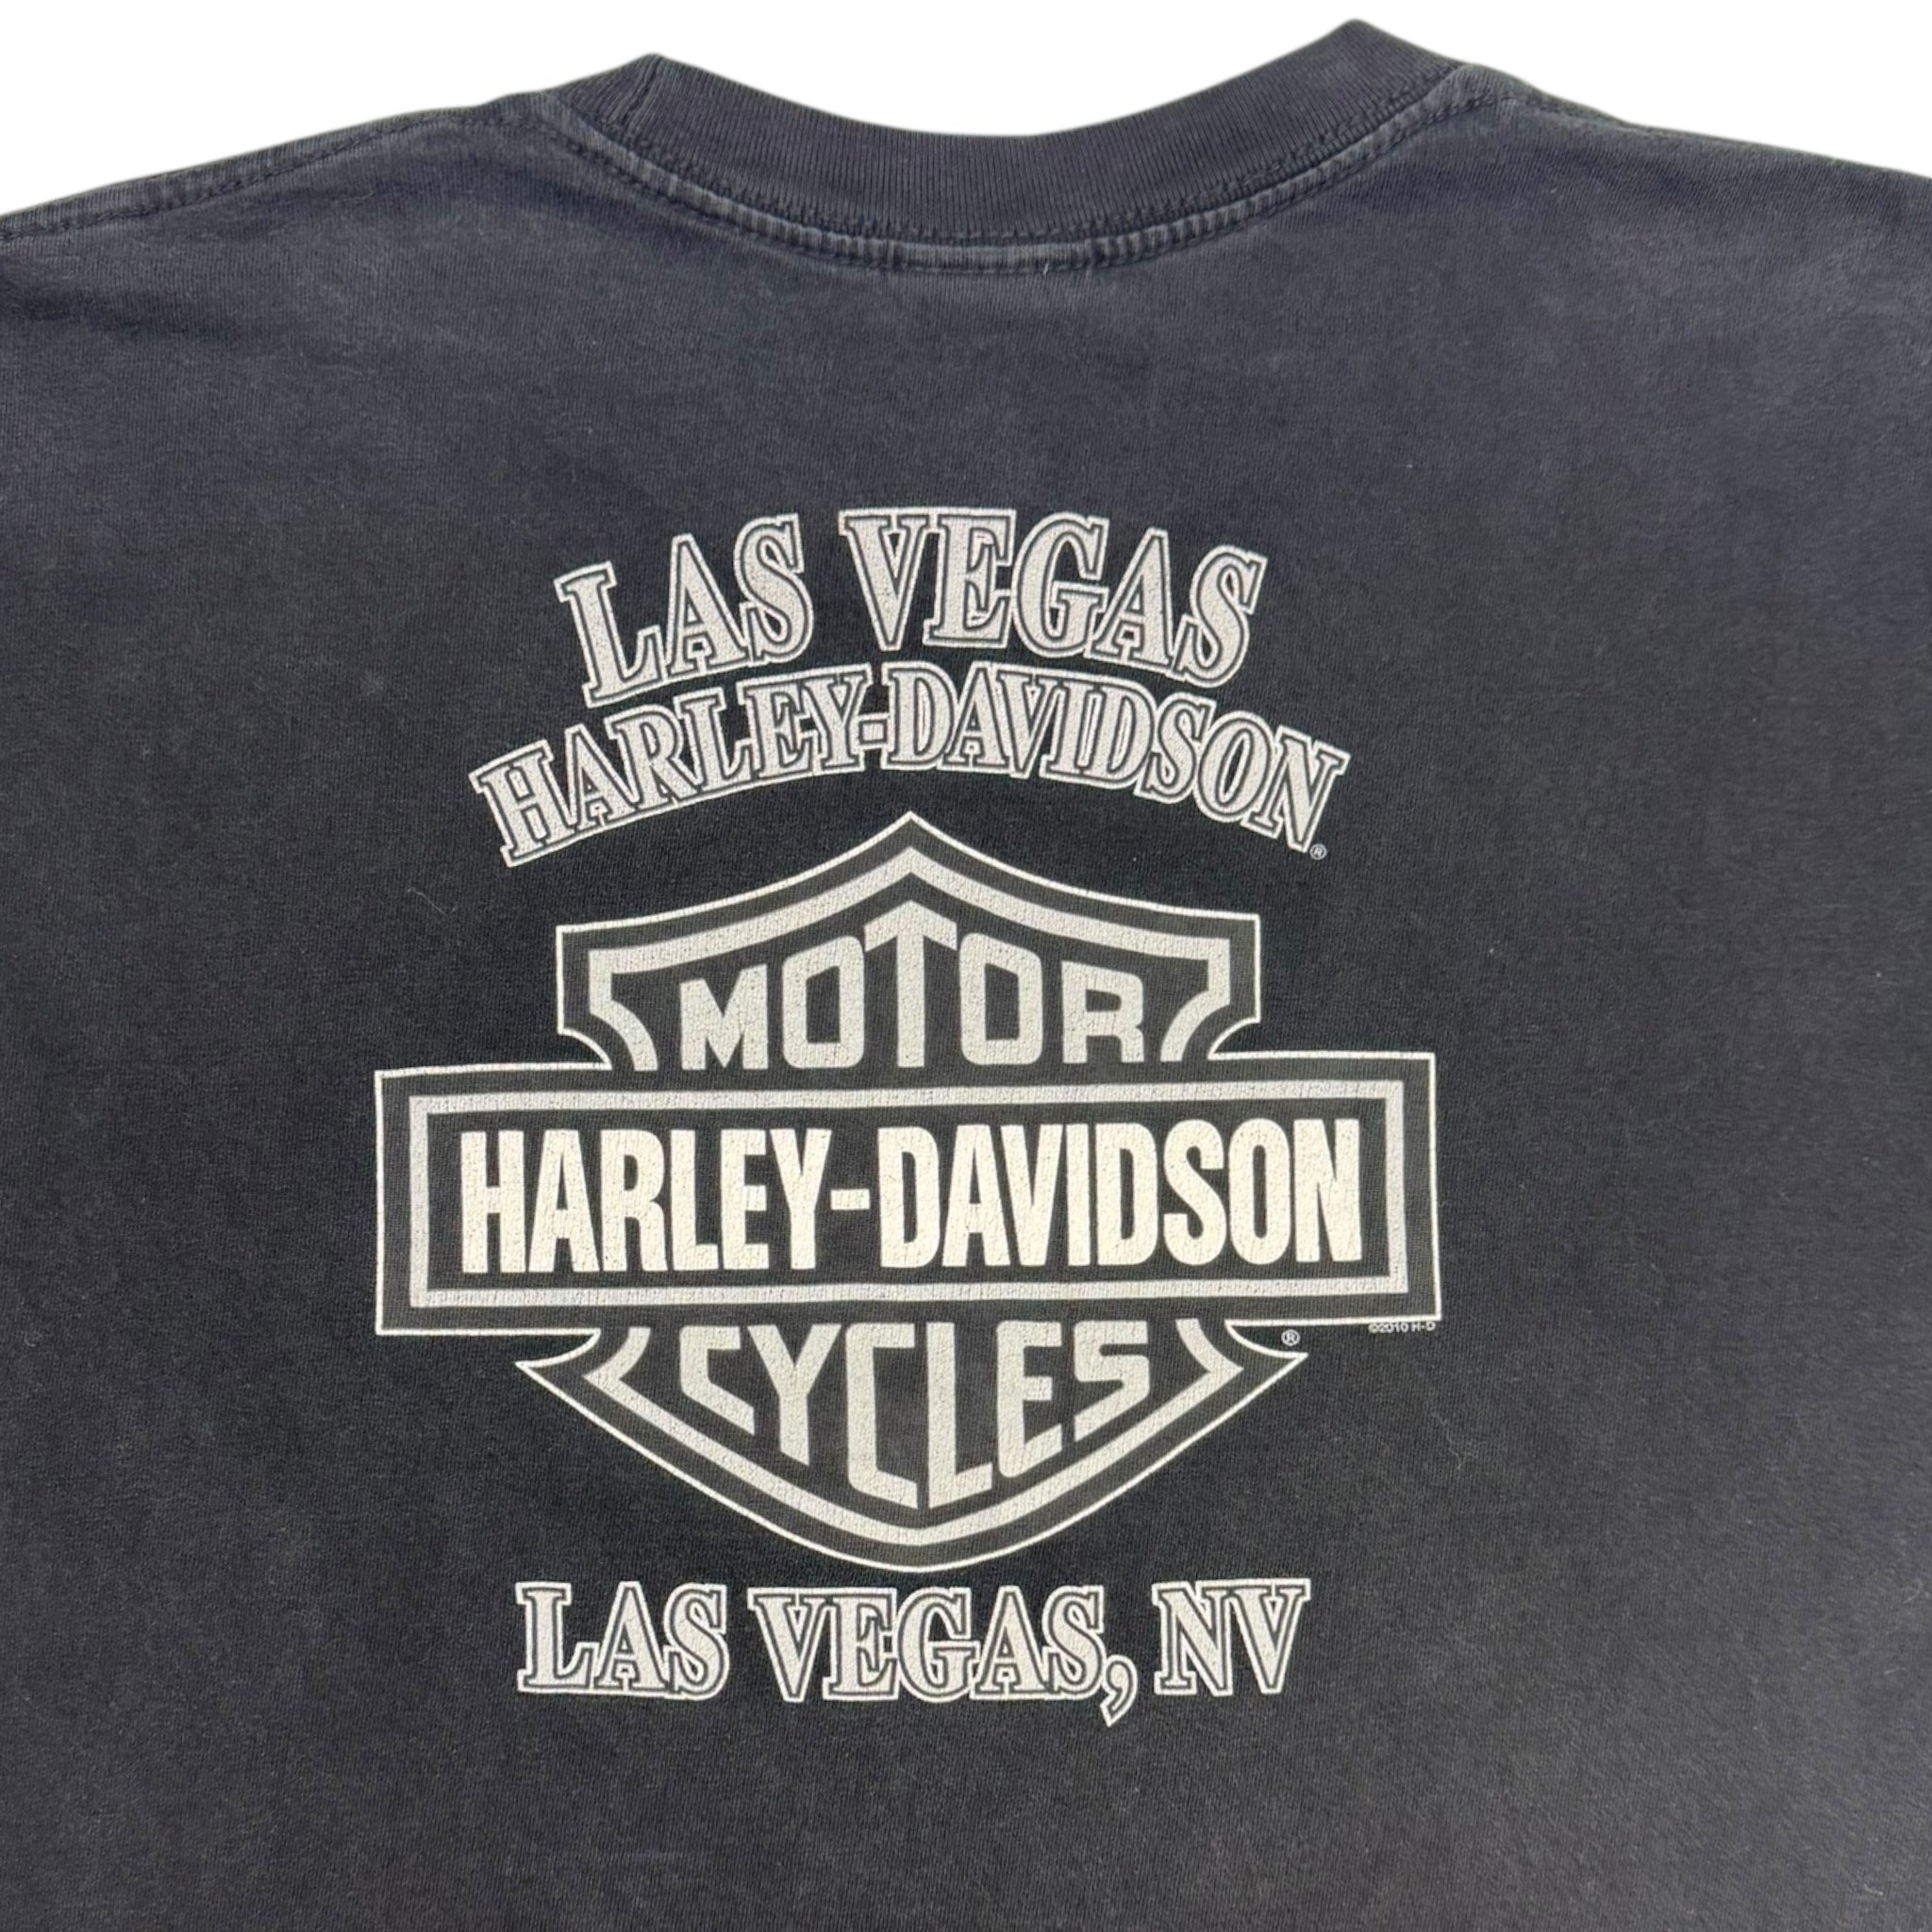 LAS VEGAS
HARLEY-DAVIDSON®
MOTOR
HARLEY-DAVIDSON
CYCLES
®
©2010 H-D
LAS VEGAS, NV